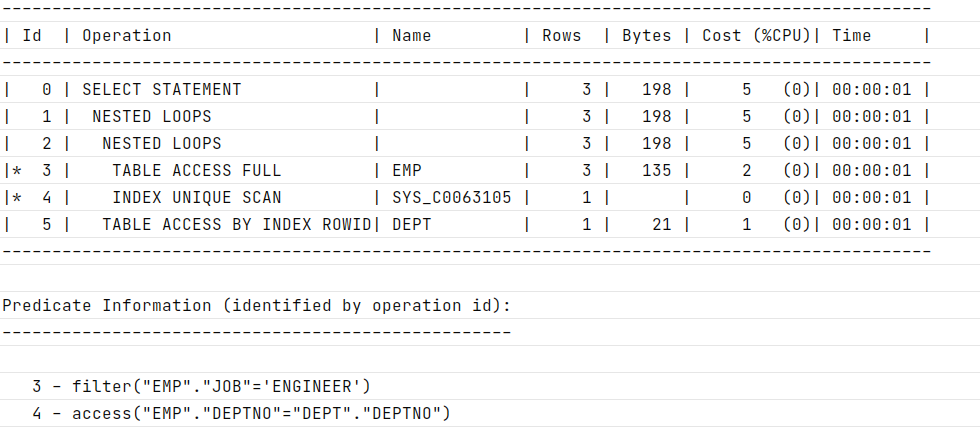 ---------------------------------------------------------------------------------------------
| Id  | Operation                    | Name         | Rows  | Bytes | Cost (%CPU)| Time     |
---------------------------------------------------------------------------------------------
|   0 | SELECT STATEMENT             |              |     3 |   198 |     5   (0)| 00:00:01 |
|   1 |  NESTED LOOPS                |              |     3 |   198 |     5   (0)| 00:00:01 |
|   2 |   NESTED LOOPS               |              |     3 |   198 |     5   (0)| 00:00:01 |
|*  3 |    TABLE ACCESS FULL         | EMP          |     3 |   135 |     2   (0)| 00:00:01 |
|*  4 |    INDEX UNIQUE SCAN         | SYS_C0063105 |     1 |       |     0   (0)| 00:00:01 |
|   5 |   TABLE ACCESS BY INDEX ROWID| DEPT         |     1 |    21 |     1   (0)| 00:00:01 |
---------------------------------------------------------------------------------------------
Predicate Information (identified by operation id):
---------------------------------------------------
   3 - filter("EMP"."JOB"='ENGINEER')
   4 - access("EMP"."DEPTNO"="DEPT"."DEPTNO")